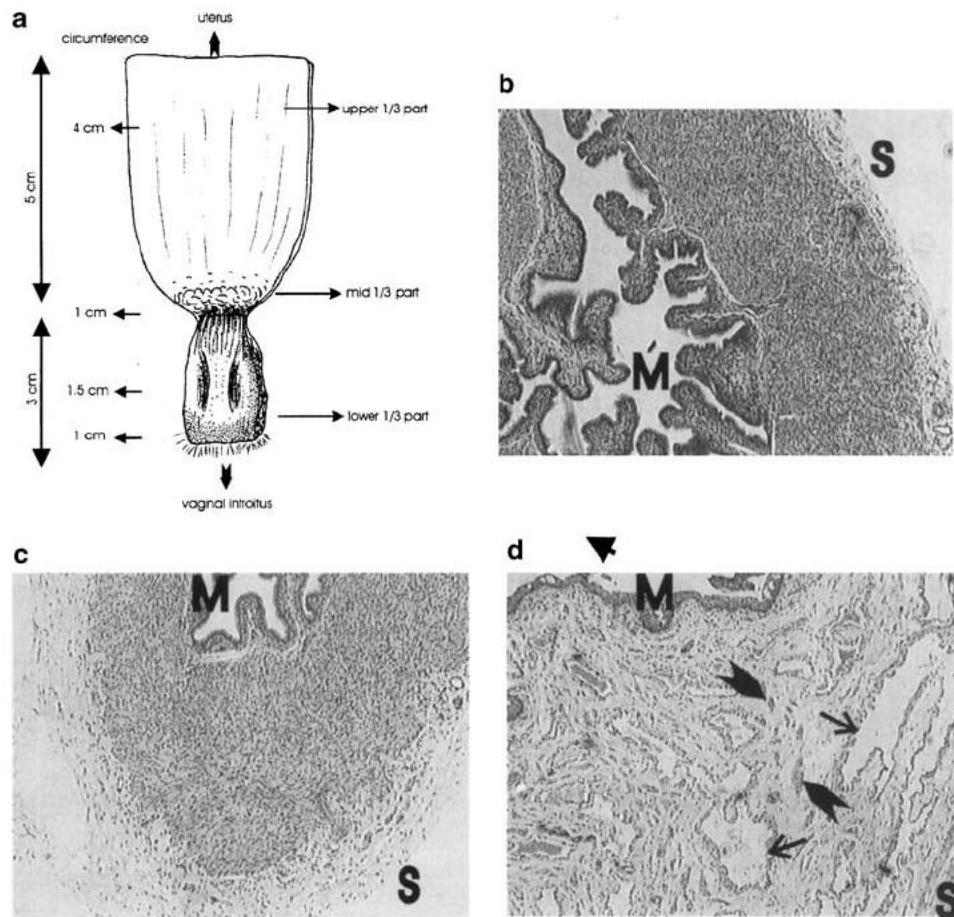 a
uterus
circumference
upper 1/3 part
4 cm
5 cm
mid 1/3 part
1 cm
3 cm
1.5 cm
lower 1/3 part
1 cm
vaginal introitus
b
S
M
c
M
S
d
M
S